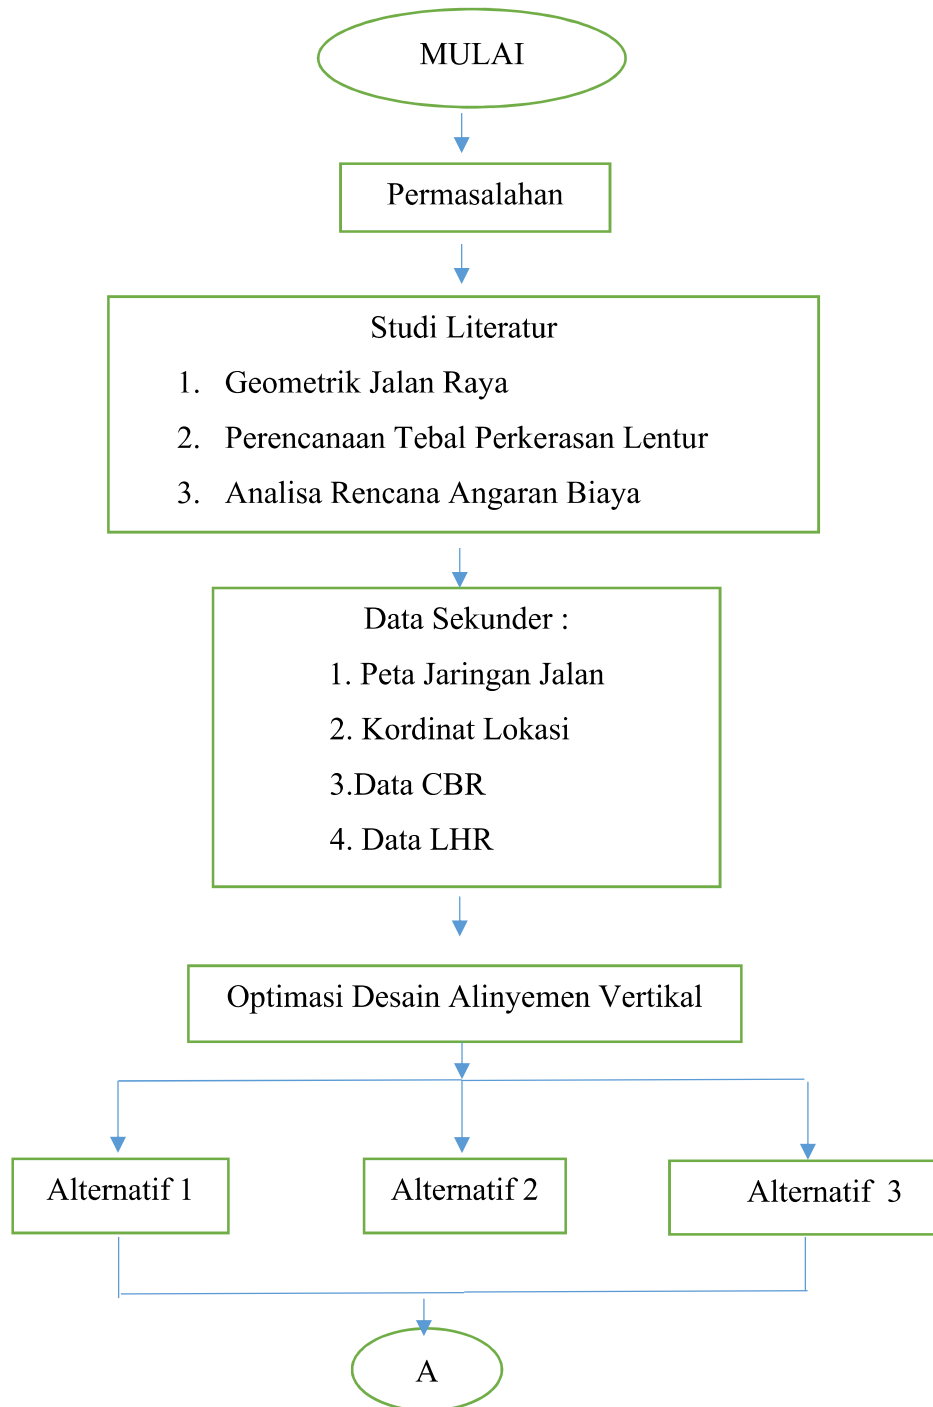 MULAI
Permasalahan
Studi Literatur
1. Geometrik Jalan Raya
2. Perencanaan Tebal Perkerasan Lentur
3. Analisa Rencana Angaran Biaya
Data Sekunder :
1. Peta Jaringan Jalan
2. Kordinat Lokasi
3.Data CBR
4. Data LHR
Optimasi Desain Alinyemen Vertikal
Alternatif 1
Alternatif 2
Alternatif  3
A